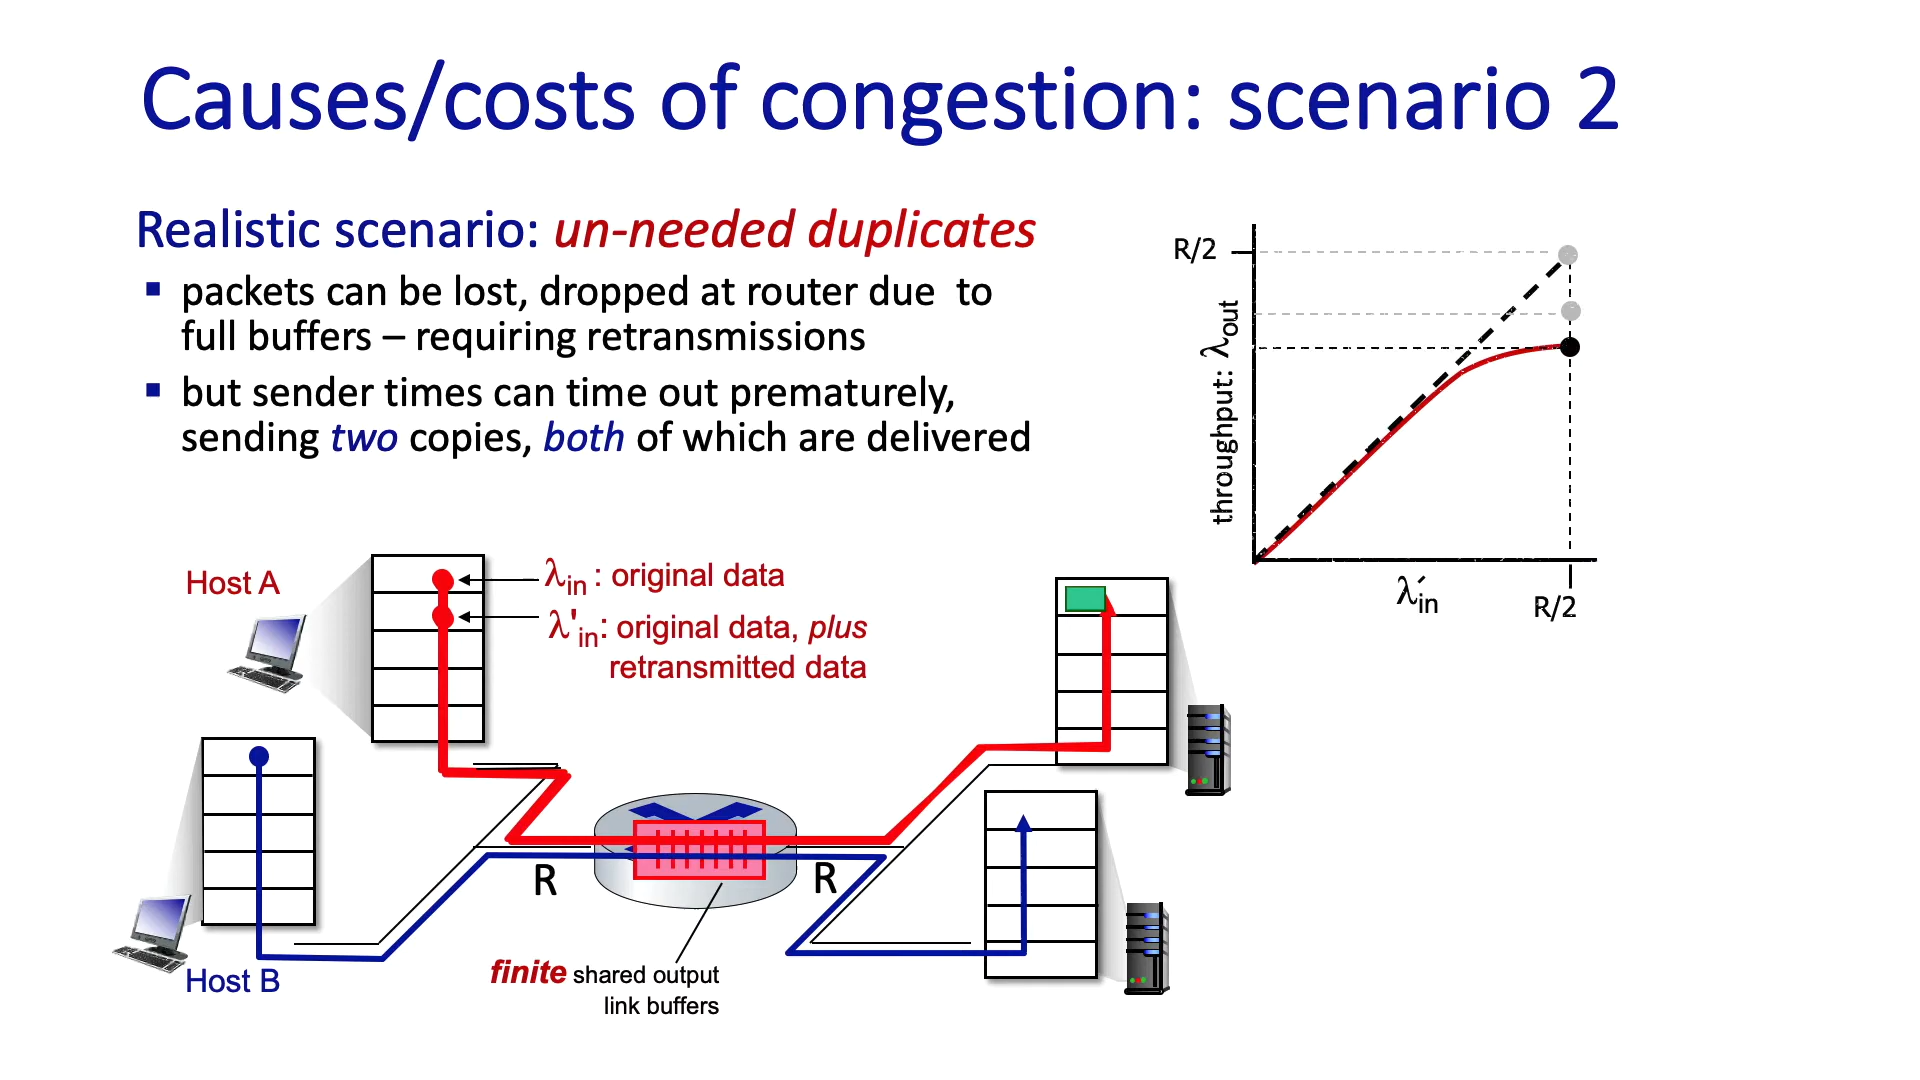 Causes/costs of congestion: scenario 2
Realistic scenario: un-needed duplicates
▪ packets can be lost, dropped at router due  to
full buffers – requiring retransmissions
▪ but sender times can time out prematurely,
sending two copies, both of which are delivered
R/2
throughput: λout
λ´in
R/2
Host A
λin : original data
λ'in: original data, plus
retransmitted data
R
R
Host B
finite shared output
link buffers